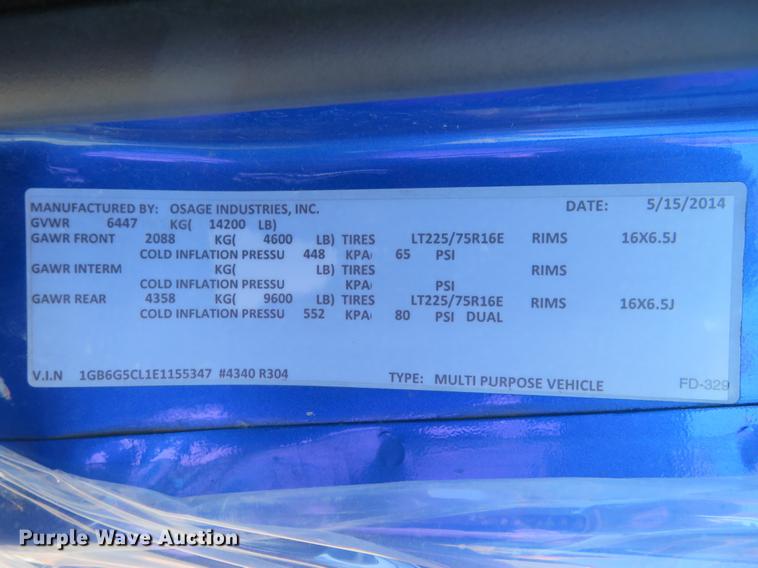 MANUFACTURED BY: OSAGE INDUSTRIES, INC. DATE: 5/15/2014
GVWR 6447 KG( 14200 LB)
GAWR FRONT 2088 KG( 4600 LB) TIRES LT225/75R16E RIMS 16X6.5J
COLD INFLATION PRESSU 448 KPA/ 65 PSI
GAWR INTERM KG( LB) TIRES RIMS
COLD INFLATION PRESSU KPA/ PSI
GAWR REAR 4358 KG( 9600 LB) TIRES LT225/75R16E RIMS 16X6.5J
COLD INFLATION PRESSU 552 KPA/ 80 PSI DUAL
V.I.N 1GB6G5CL1E1155347 #4340 R304 TYPE: MULTI PURPOSE VEHICLE FD-329
Purple Wave Auction